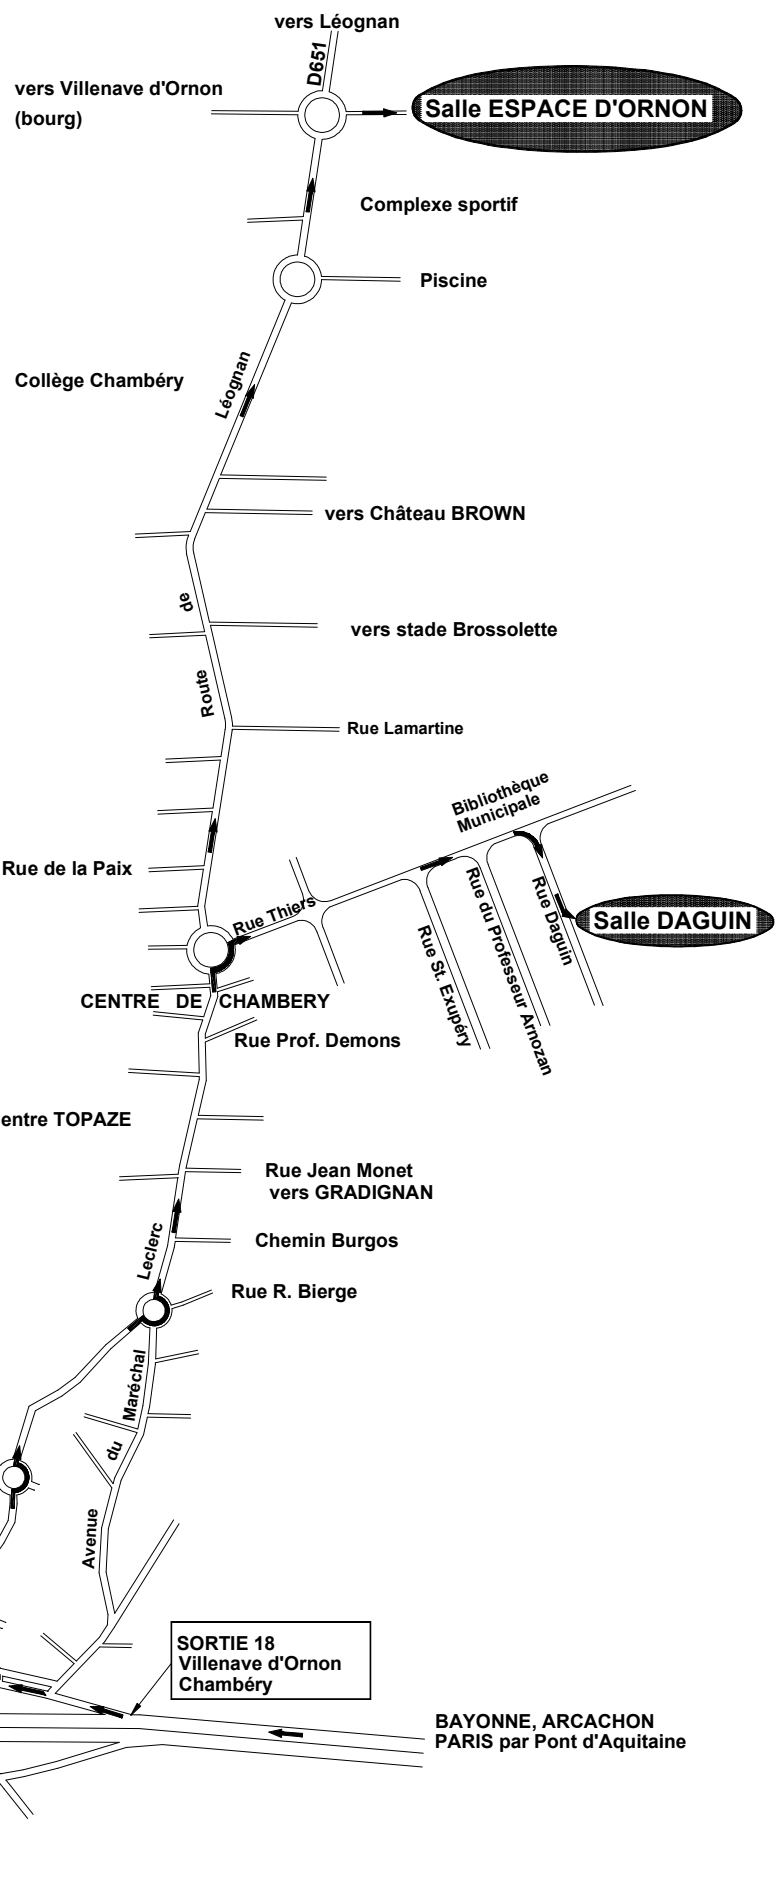 vers Léognan
D651
vers Villenave d'Ornon
(bourg)
Salle ESPACE D'ORNON
Complexe sportif
Piscine
Collège Chambéry
Léognan
vers Château BROWN
de
vers stade Brossolette
Route
Rue Lamartine
Bibliothèque
Municipale
Rue de la Paix
Rue Thiers
Rue du Professeur Arnozan
Rue Daguin
Salle DAGUIN
Rue St. Exupéry
CENTRE DE CHAMBERY
Rue Prof. Demons
entre TOPAZE
Rue Jean Monet
vers GRADIGNAN
Leclerc
Chemin Burgos
Rue R. Bierge
Maréchal
du
Avenue
SORTIE 18
Villenave d'Ornon
Chambéry
BAYONNE, ARCACHON
PARIS par Pont d'Aquitaine